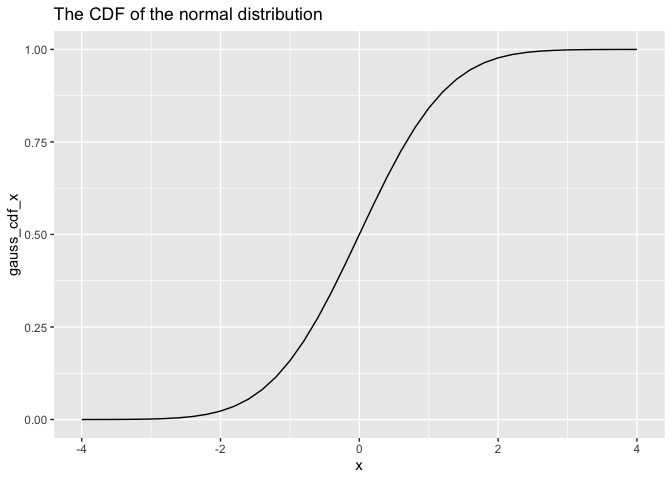 The CDF of the normal distribution
1.00
0.75
0.50
0.25
0.00
gauss_cdf_x
-4 -2 0 2 4
x